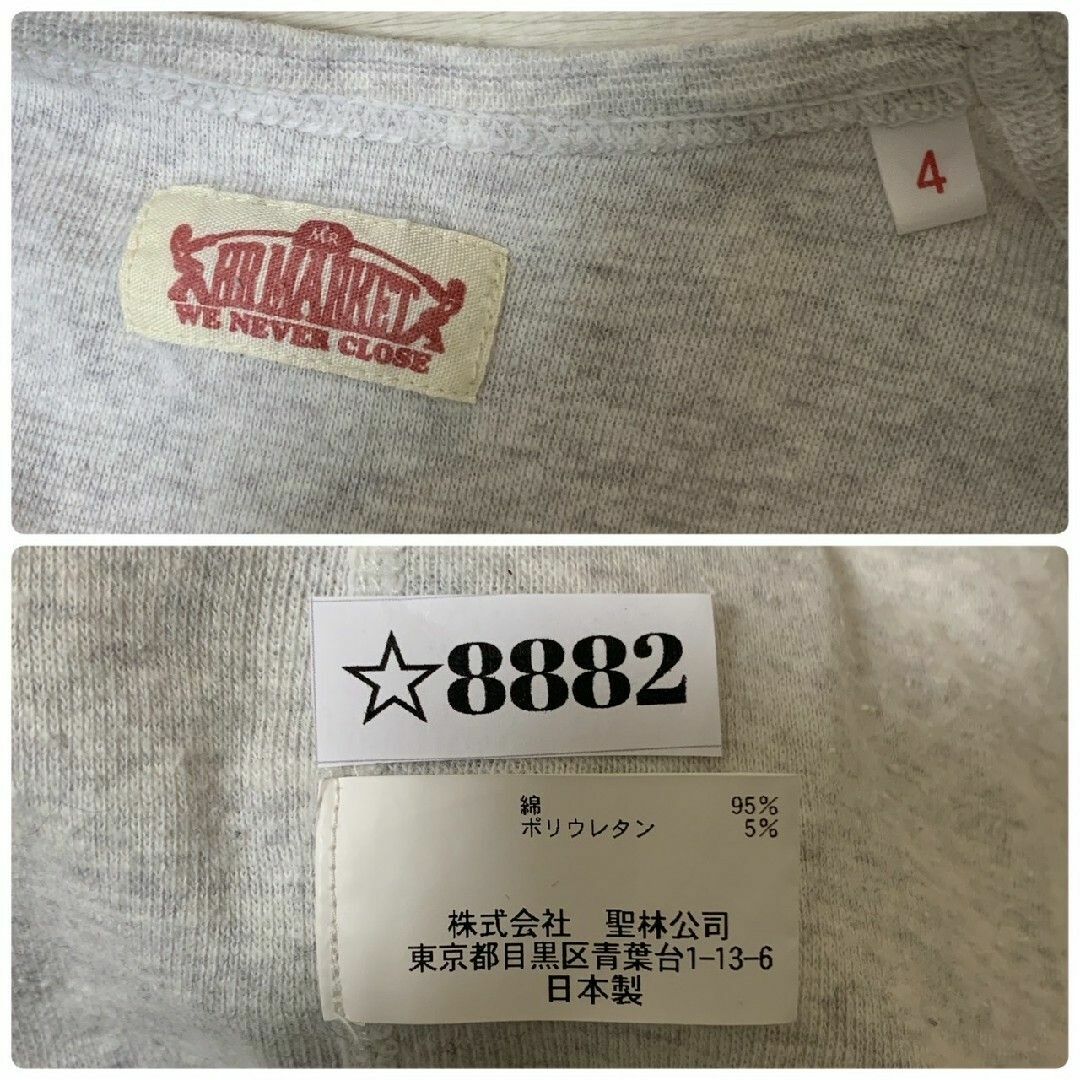 MR
HR.MARKET
WE NEVER CLOSE
4
☆8882
綿 95%
ポリウレタン 5%
株式会社 聖林公司
東京都目黒区青葉台1-13-6
日本製